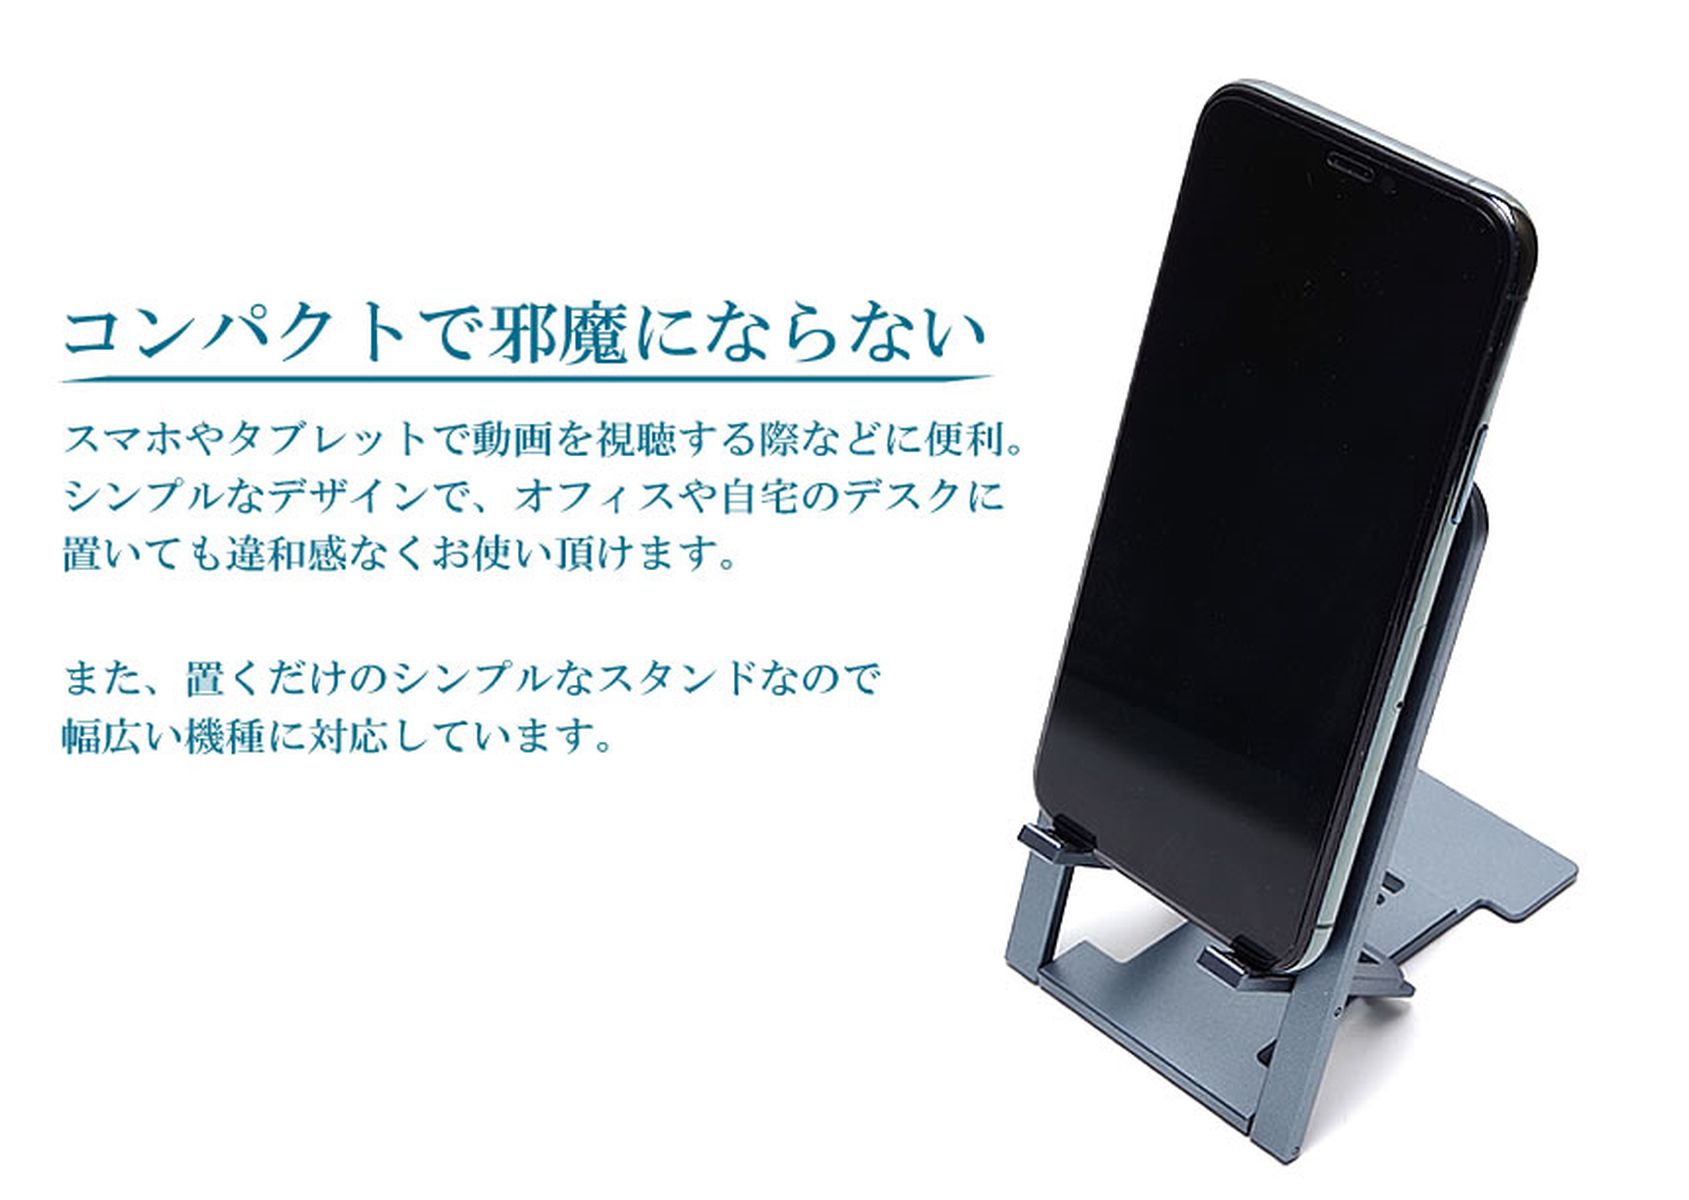 コンパクトで邪魔にならない
スマホやタブレットで動画を視聴する際などに便利。
シンプルなデザインで、オフィスや自宅のデスクに
置いても違和感なくお使い頂けます。
また、置くだけのシンプルなスタンドなので
幅広い機種に対応しています。